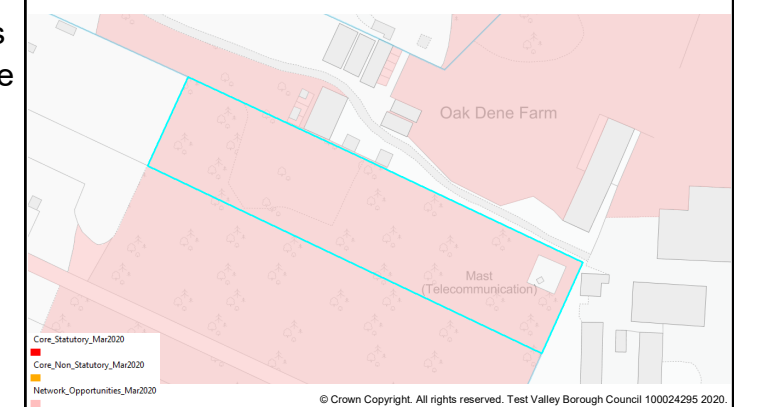 s
e
Oak Dene Farm
Mast
(Telecommunication)
Core_Statutory_Mar2020
Core_Non_Statutory_Mar2020
Network_Opportunities_Mar2020
© Crown Copyright. All rights reserved. Test Valley Borough Council 100024295 2020.